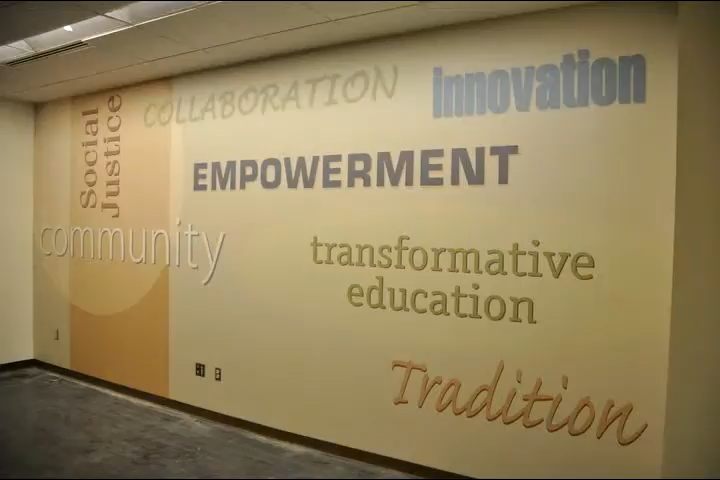 Social
Justice
COLLABORATION
innovation
EMPOWERMENT
community
transformative
education
Tradition